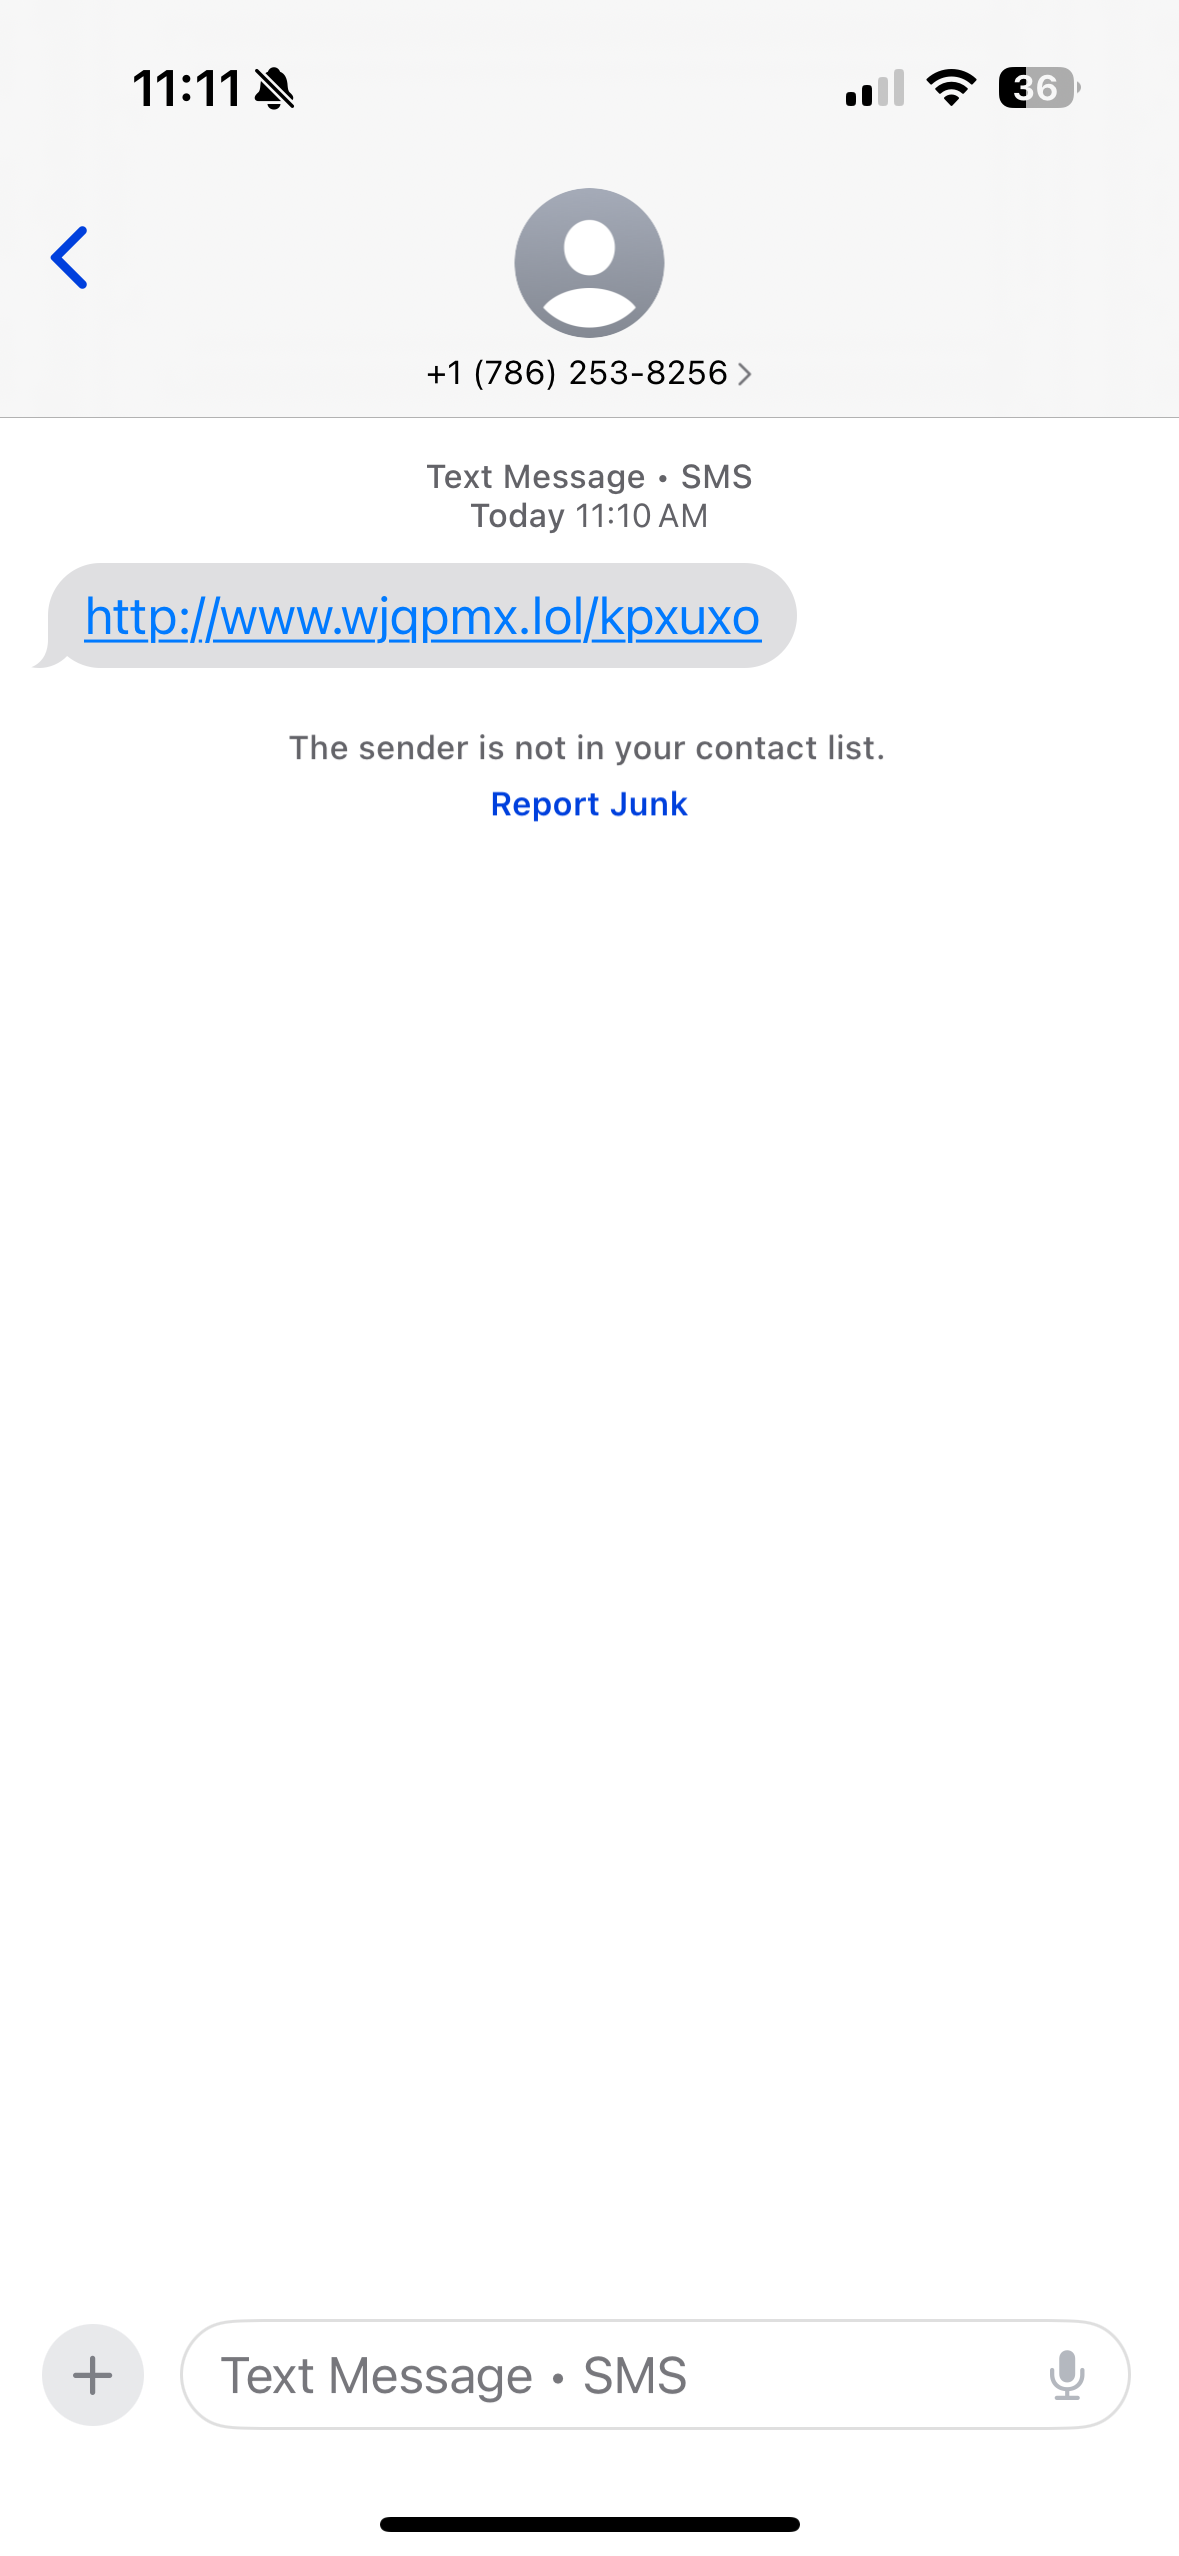 11:11
36
+1 (786) 253-8256
Text Message • SMS
Today 11:10 AM
http://www.wjqpmx.lol/kpxuxo
The sender is not in your contact list.
Report Junk
Text Message • SMS